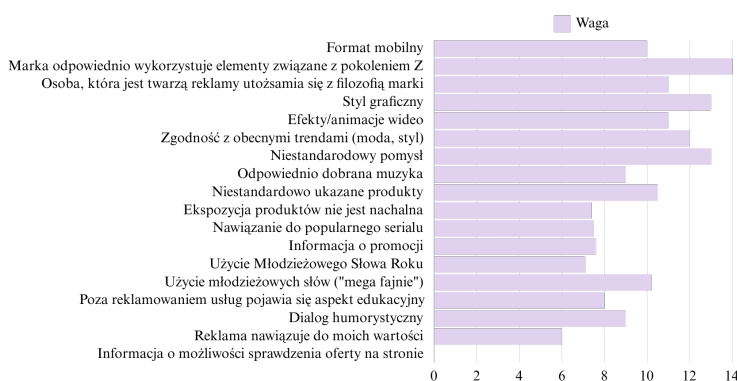 Waga
Format mobilny
Marka odpowiednio wykorzystuje elementy związane z pokoleniem Z
Osoba, która jest twarzą reklamy utożsamia się z filozofią marki
Styl graficzny
Efekty/animacje wideo
Zgodność z obecnymi trendami (moda, styl)
Niestandarodowy pomysł
Odpowiednio dobrana muzyka
Niestandardowo ukazane produkty
Ekspozycja produktów nie jest nachalna
Nawiązanie do popularnego serialu
Informacja o promocji
Użycie Młodzieżowego Słowa Roku
Użycie młodzieżowych słów ("mega fajnie")
Poza reklamowaniem usług pojawia się aspekt edukacyjny
Dialog humorystyczny
Reklama nawiązuje do moich wartości
Informacja o możliwości sprawdzenia oferty na stronie
0 2 4 6 8 10 12 14